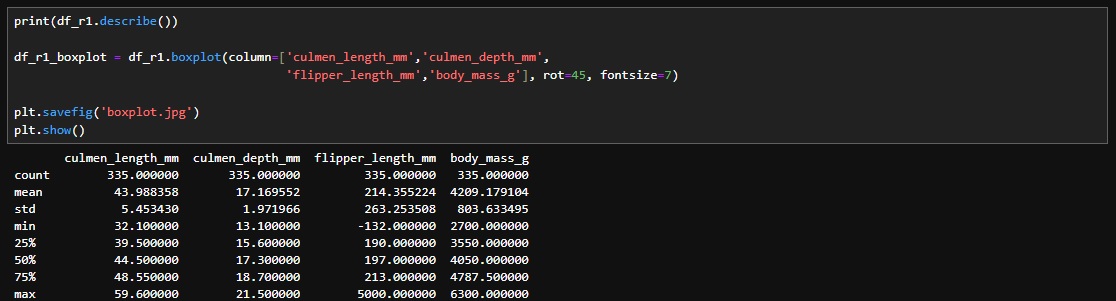 print(df_r1.describe())
df_r1_boxplot = df_r1.boxplot(column=['culmen_length_mm','culmen_depth_mm',
'flipper_length_mm','body_mass_g'], rot=45, fontsize=7)
plt.savefig('boxplot.jpg')
plt.show()
culmen_length_mm culmen_depth_mm flipper_length_mm body_mass_g
count 335.000000 335.000000 335.000000 335.000000
mean 43.988358 17.169552 214.355224 4209.179104
std 5.453430 1.971966 263.253508 803.633495
min 32.100000 13.100000 -132.000000 2700.000000
25% 39.500000 15.600000 190.000000 3550.000000
50% 44.500000 17.300000 197.000000 4050.000000
75% 48.550000 18.700000 213.000000 4787.500000
max 59.600000 21.500000 5000.000000 6300.000000